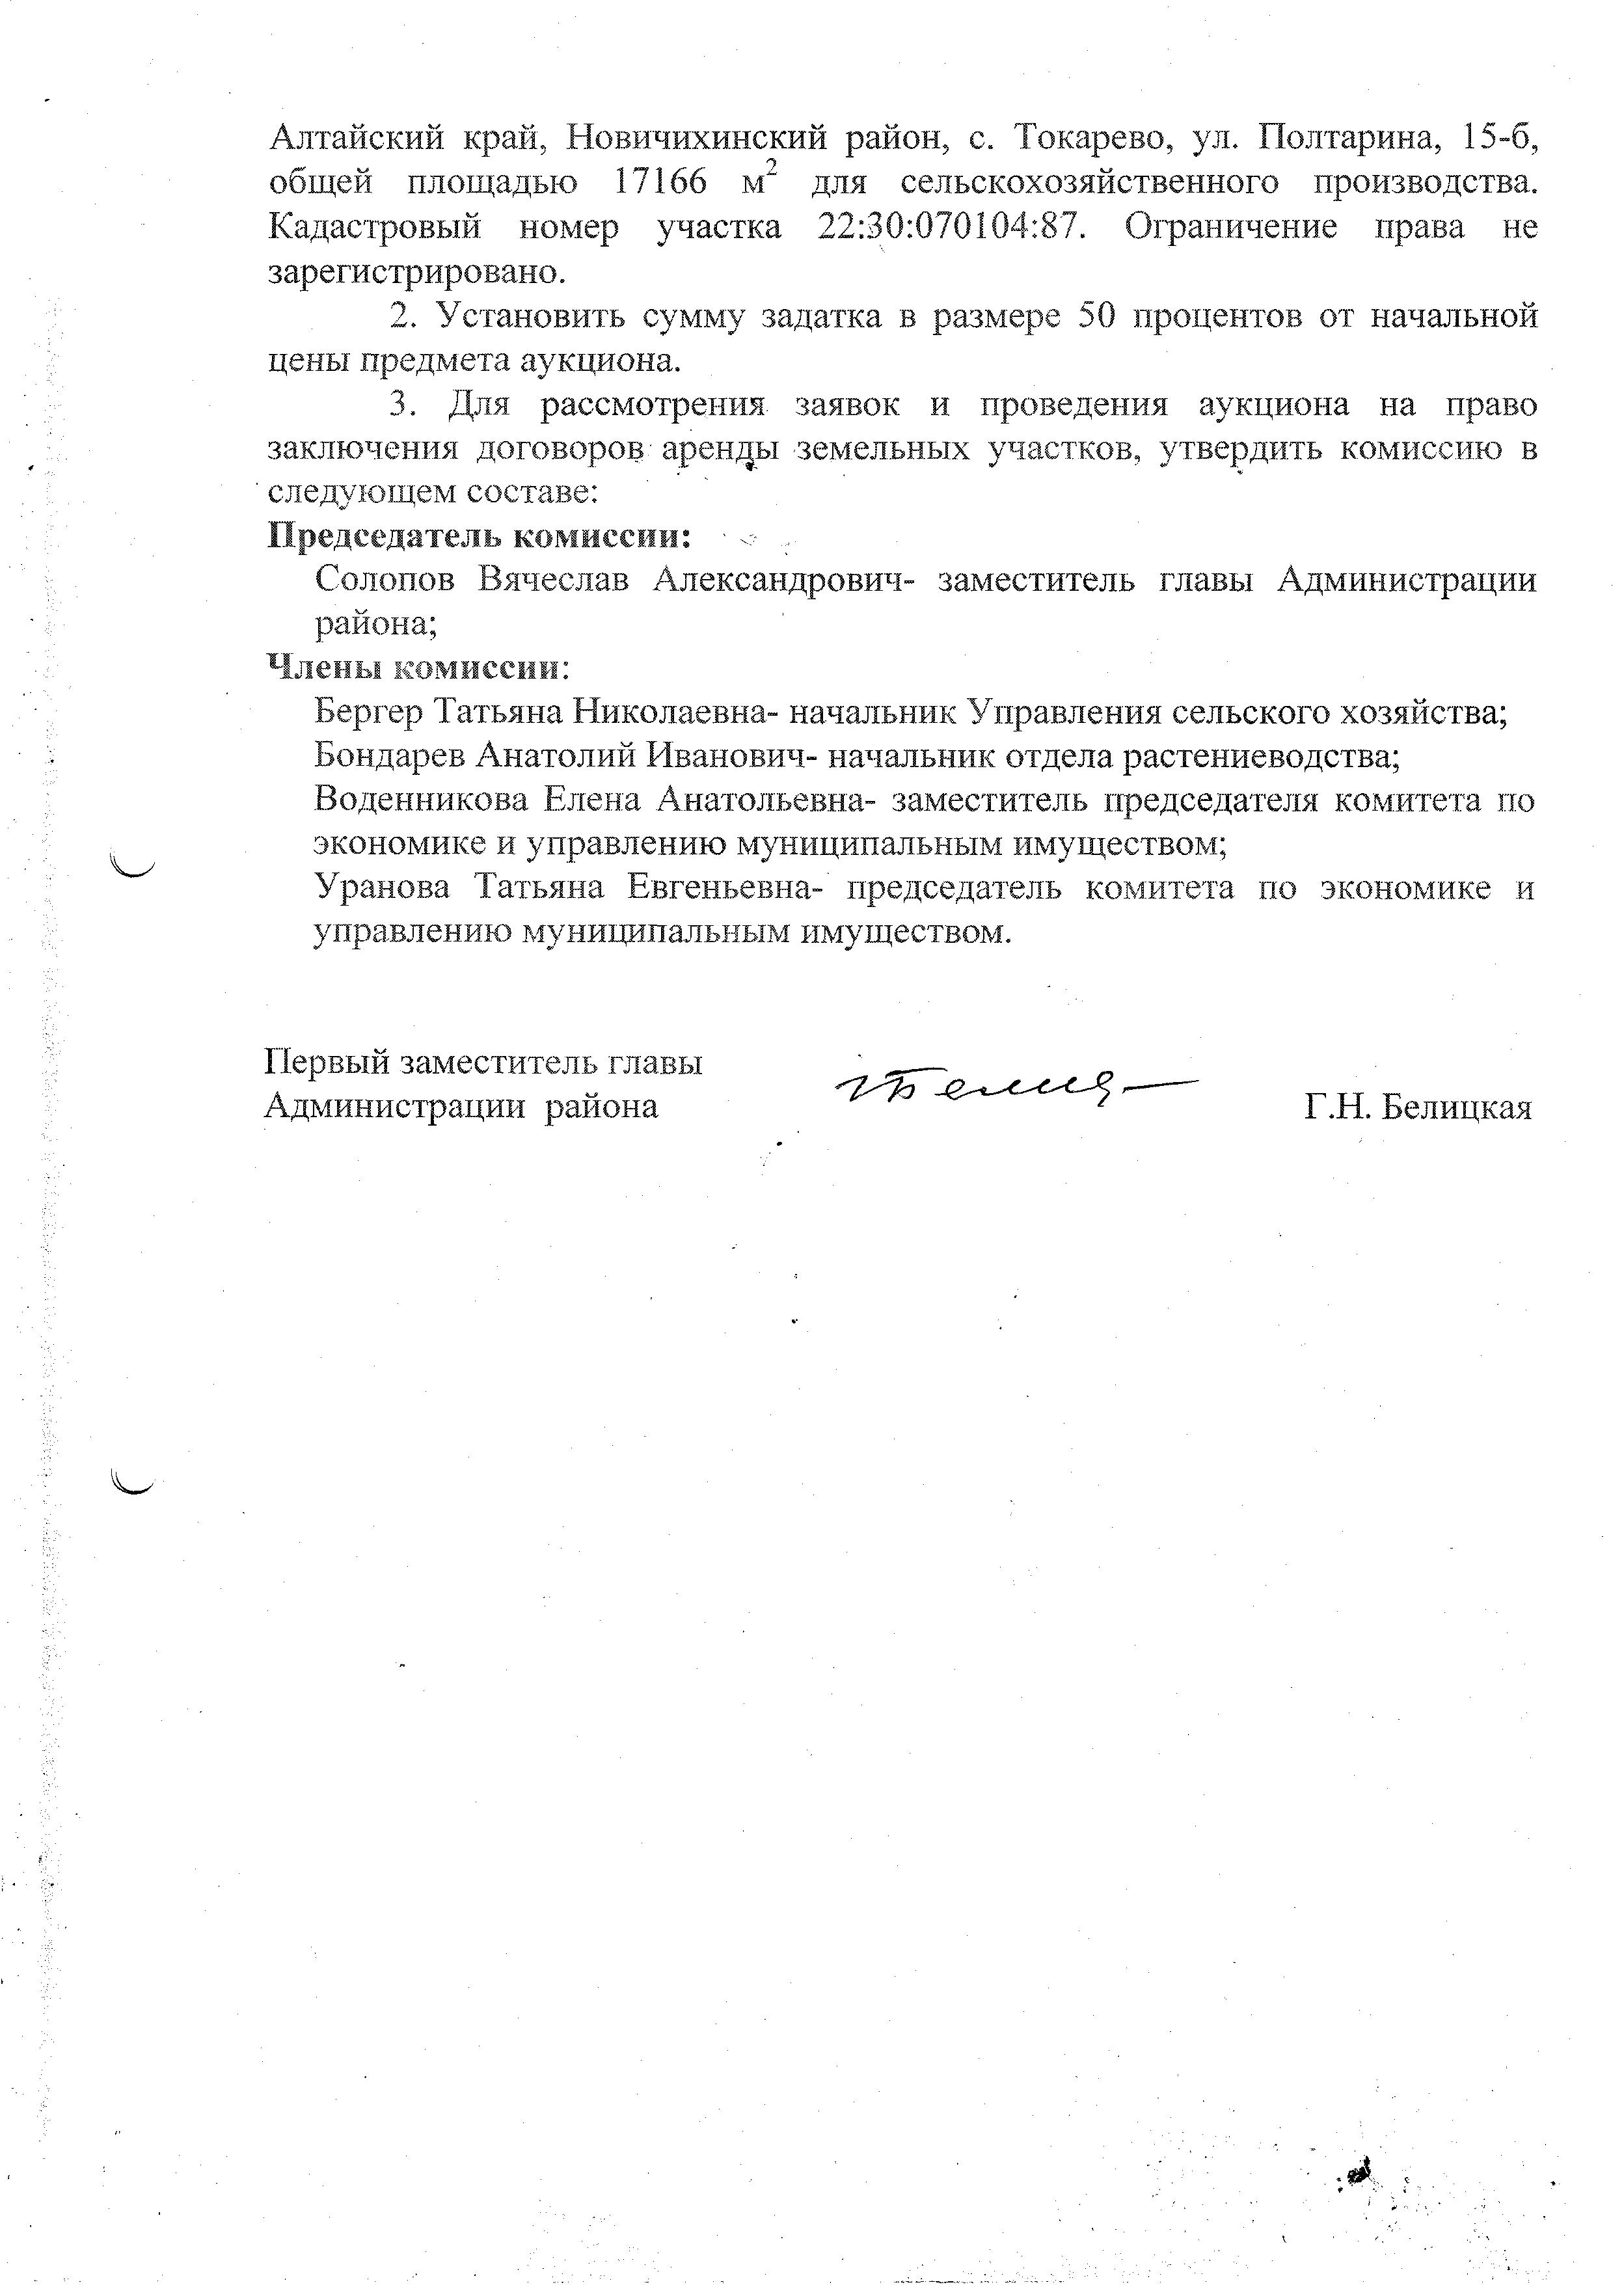 Алтайский край, Новичихинский район, с. Токарево, ул. Полтарина, 15-б,
общей площадью 17166 м² для сельскохозяйственного производства.
Кадастровый номер участка 22:30:070104:87. Ограничение права не
зарегистрировано.
2. Установить сумму задатка в размере 50 процентов от начальной
цены предмета аукциона.
3. Для рассмотрения заявок и проведения аукциона на право
заключения договоров аренды земельных участков, утвердить комиссию в
следующем составе:
Председатель комиссии:
Солопов Вячеслав Александрович- заместитель главы Администрации
района;
Члены комиссии:
Бергер Татьяна Николаевна- начальник Управления сельского хозяйства;
Бондарев Анатолий Иванович- начальник отдела растениеводства;
Воденникова Елена Анатольевна- заместитель председателя комитета по
экономике и управлению муниципальным имуществом;
Уранова Татьяна Евгеньевна- председатель комитета по экономике и
управлению муниципальным имуществом.
Первый заместитель главы
Администрации района
Г.Н. Белицкая